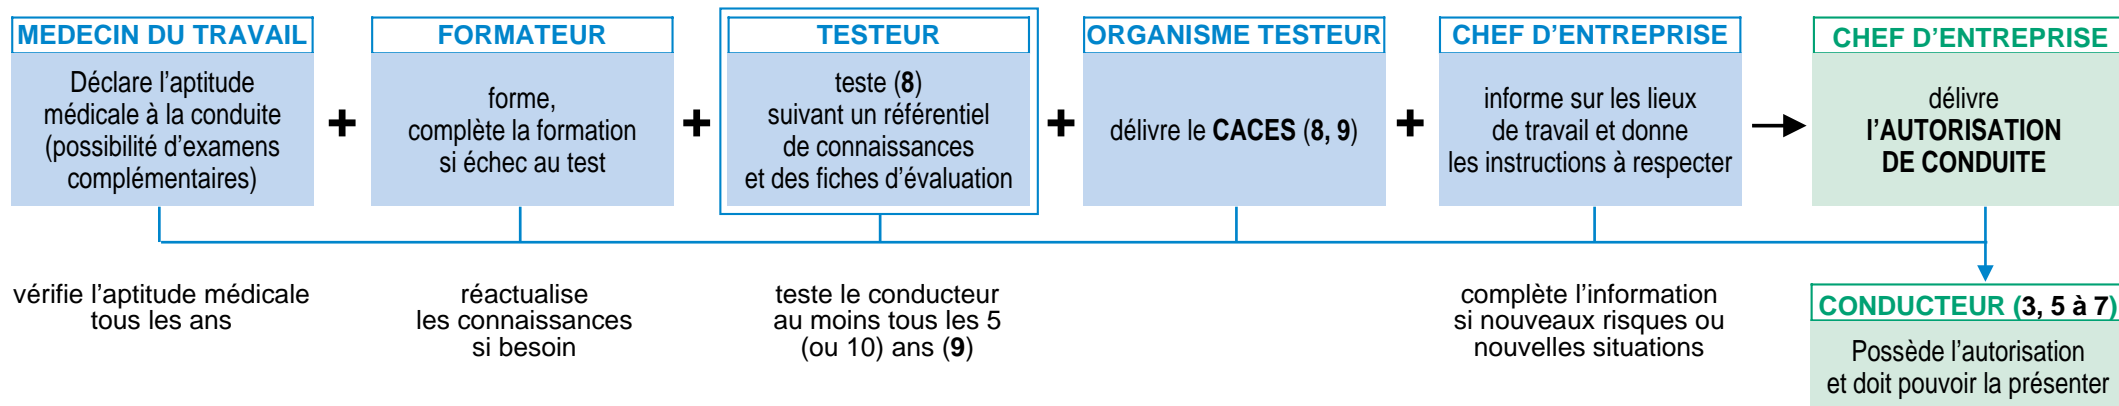 MEDECIN DU TRAVAIL
Déclare l'aptitude
médicale à la conduite
(possibilité d'examens
complémentaires)
+
FORMATEUR
forme,
complète la formation
si échec au test
+
TESTEUR
teste (8)
suivant un référentiel
de connaissances
et des fiches d'évaluation
+
ORGANISME TESTEUR
délivre le CACES (8, 9)
+
CHEF D'ENTREPRISE
informe sur les lieux
de travail et donne
les instructions à respecter
CHEF D'ENTREPRISE
délivre
l'AUTORISATION
DE CONDUITE
vérifie l'aptitude médicale
tous les ans
réactualise
les connaissances
si besoin
teste le conducteur
au moins tous les 5
(ou 10) ans (9)
complète l'information
si nouveaux risques ou
nouvelles situations
CONDUCTEUR (3, 5 à 7)
Possède l'autorisation
et doit pouvoir la présenter